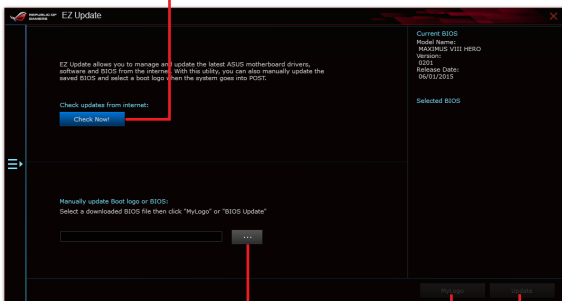 REPUBLIC OF
GAMERS
EZ Update
EZ Update allows you to manage and update the latest ASUS motherboard drivers,
software and BIOS from the internet. With this utility, you can also manually update the
saved BIOS and select a boot logo when the system goes into POST.
Check updates from internet:
Check Now!
Manually update Boot logo or BIOS:
Select a downloaded BIOS file then click "MyLogo" or "BIOS Update"
...
Current BIOS
Model Name:
MAXIMUS VIII HERO
Version:
0201
Release Date:
06/01/2015
Selected BIOS
MyLogo
Update